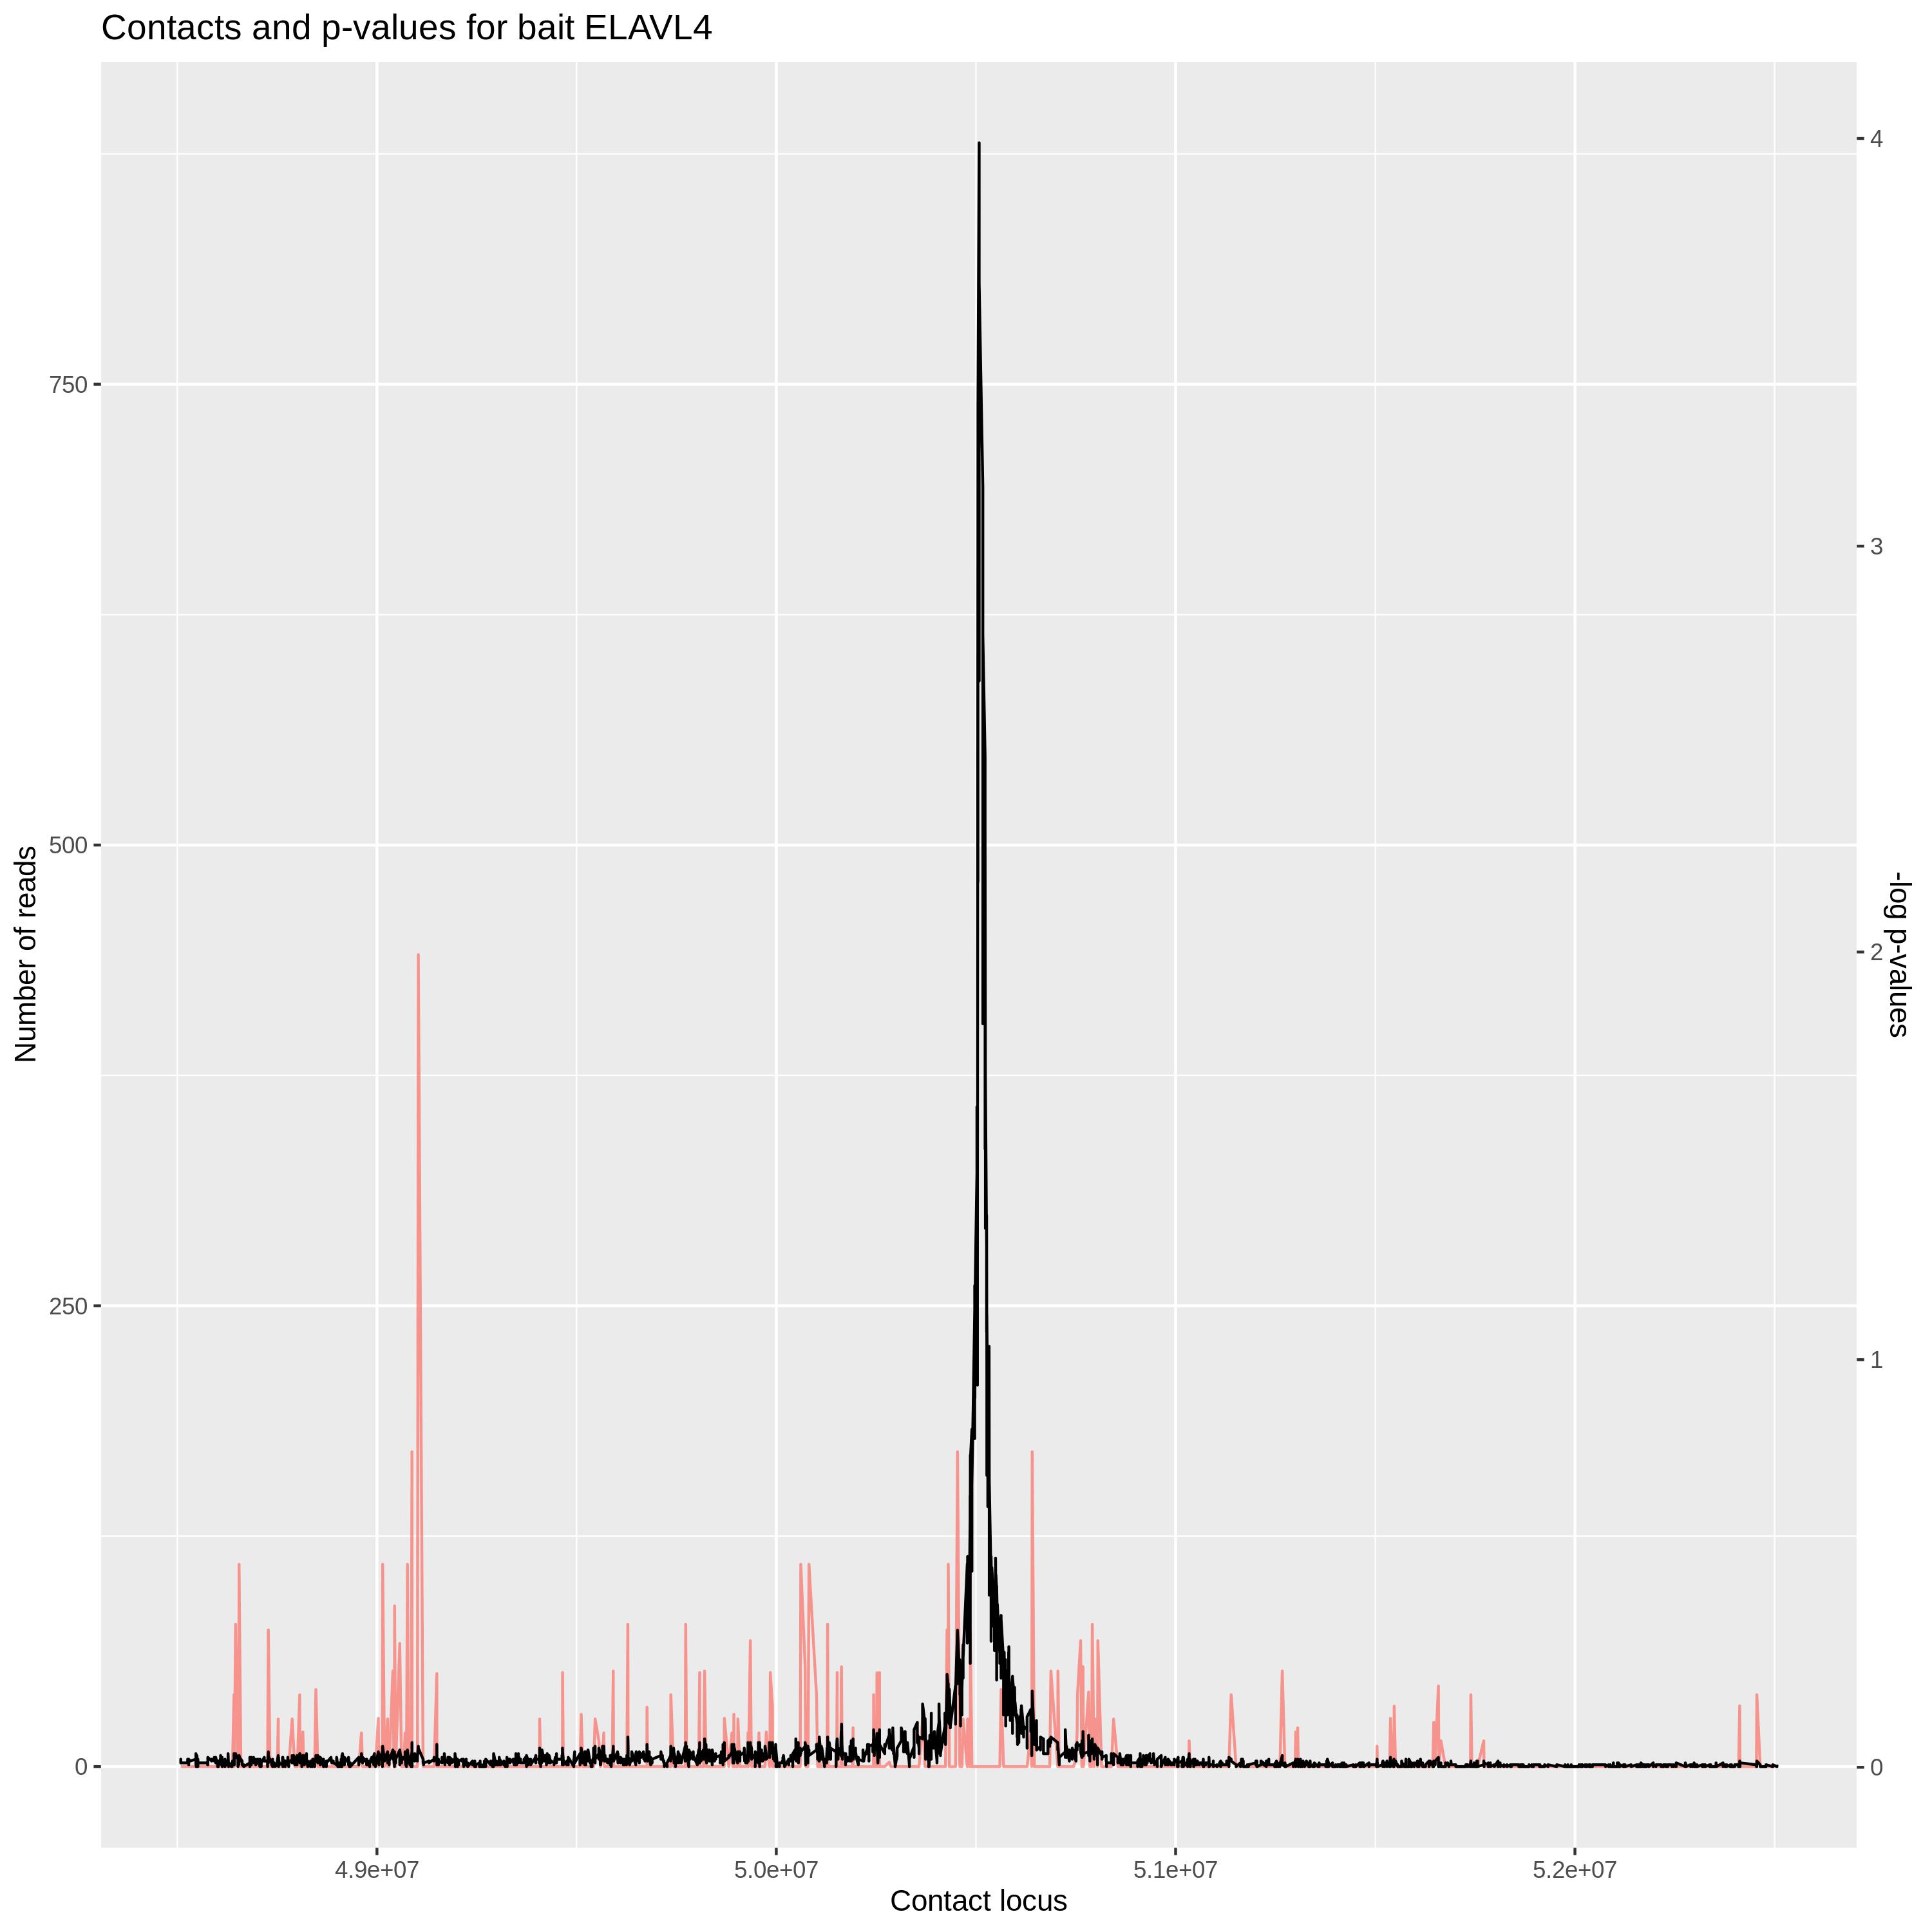 Contacts and p-values for bait ELAVL4
Number of reads
750
500
250
0
4
3
2
1
0
-log p-values
4.9e+07
5.0e+07
5.1e+07
5.2e+07
Contact locus